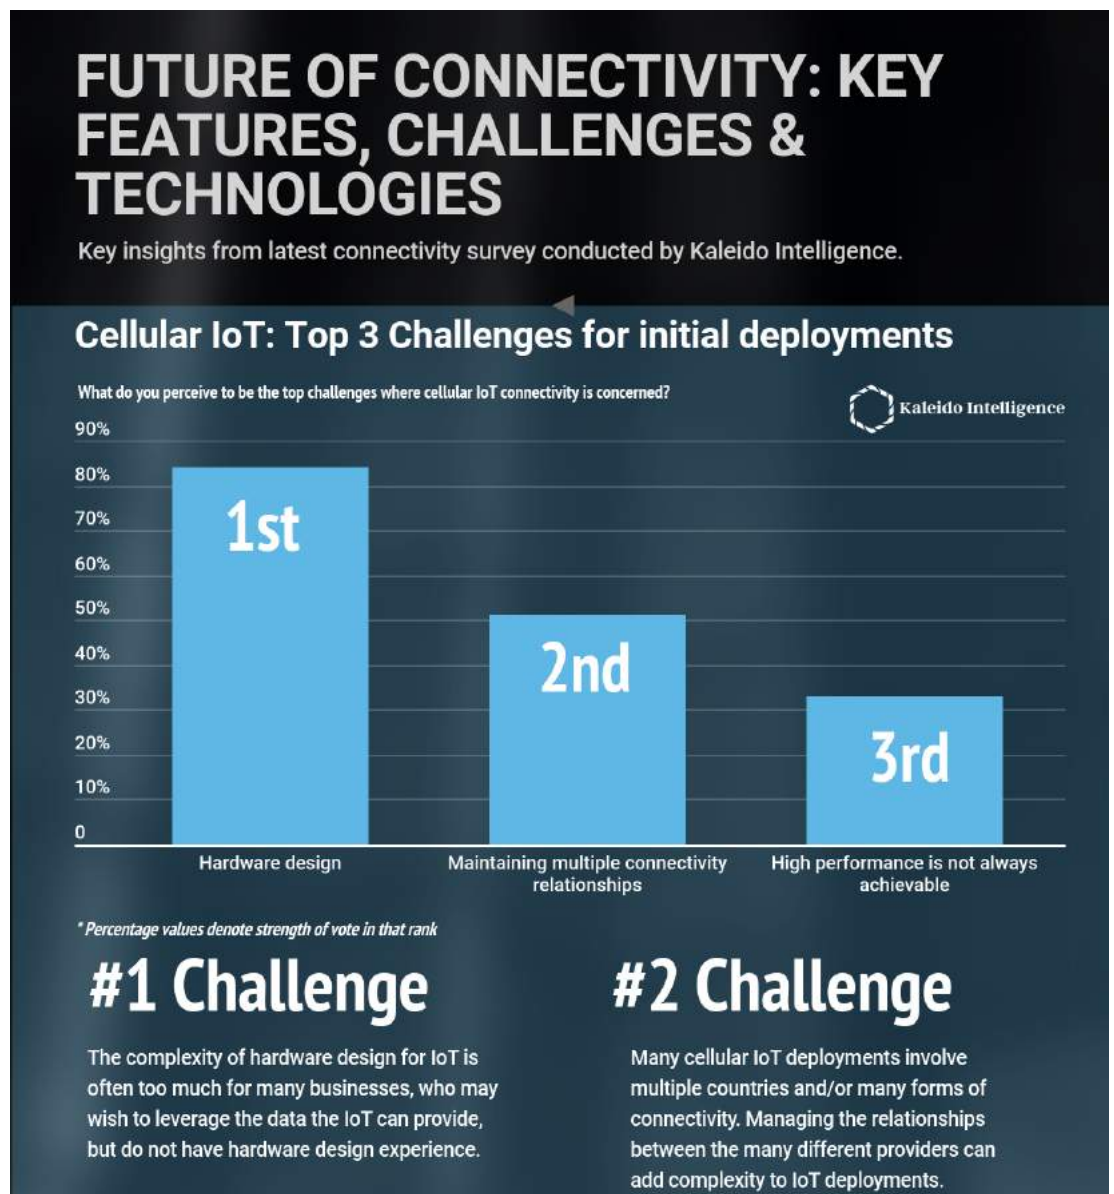 FUTURE OF CONNECTIVITY: KEY
FEATURES, CHALLENGES &
TECHNOLOGIES
Key insights from latest connectivity survey conducted by Kaleido Intelligence.
Cellular IoT: Top 3 Challenges for initial deployments
What do you perceive to be the top challenges where cellular IoT connectivity is concerned?
Kaleido Intelligence
90%
80%
70%
60%
50%
40%
30%
20%
10%
0
1st
2nd
3rd
Hardware design
Maintaining multiple connectivity
relationships
High performance is not always
achievable
* Percentage values denote strength of vote in that rank
#1 Challenge
The complexity of hardware design for IoT is
often too much for many businesses, who may
wish to leverage the data the IoT can provide,
but do not have hardware design experience.
#2 Challenge
Many cellular IoT deployments involve
multiple countries and/or many forms of
connectivity. Managing the relationships
between the many different providers can
add complexity to IoT deployments.